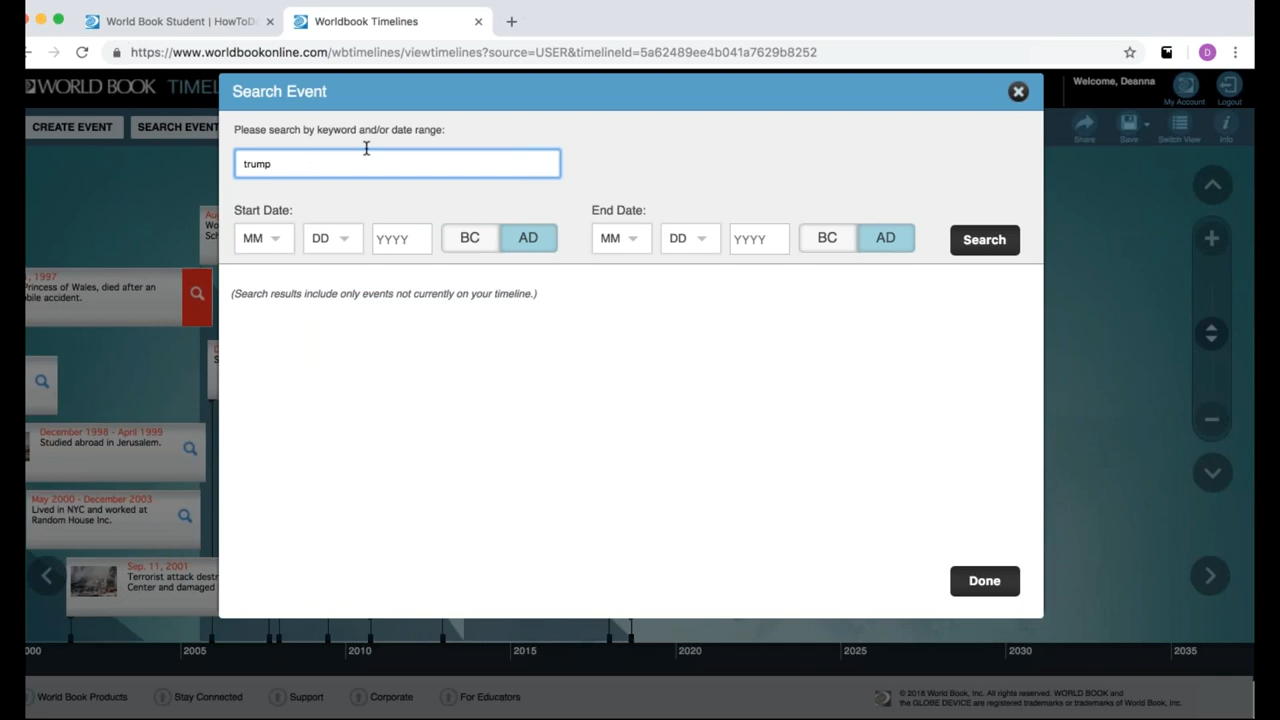 World Book Student | HowToDo
Worldbook Timelines
https://www.worldbookonline.com/wbtimelines/viewtimelines?source=USER&timelineId=5a62489ee4b041a7629b8252
D
WORLD BOOK TIMEL
Search Event
Welcome, Deanna
My Account
Logout
CREATE EVENT
SEARCH EVENT
Please search by keyword and/or date range:
Share
Save
Switch View
Info
trump
Start Date:
End Date:
MM
DD
YYYY
BC
AD
MM
DD
YYYY
BC
AD
Search
(Search results include only events not currently on your timeline.)
, 1997
Princess of Wales, died after an
bile accident.
December 1998 - April 1999
Studied abroad in Jerusalem.
May 2000 - December 2003
Lived in NYC and worked at
Random House Inc.
Sep. 11, 2001
Terrorist attack destr
Center and damaged
Done
00
2005
2010
2015
2020
2025
2030
2035
World Book Products
Stay Connected
Support
Corporate
For Educators
© 2018 World Book, Inc. All rights reserved. WORLD BOOK and
the GLOBE DEVICE are registered trademarks or trademarks of World Book, Inc.